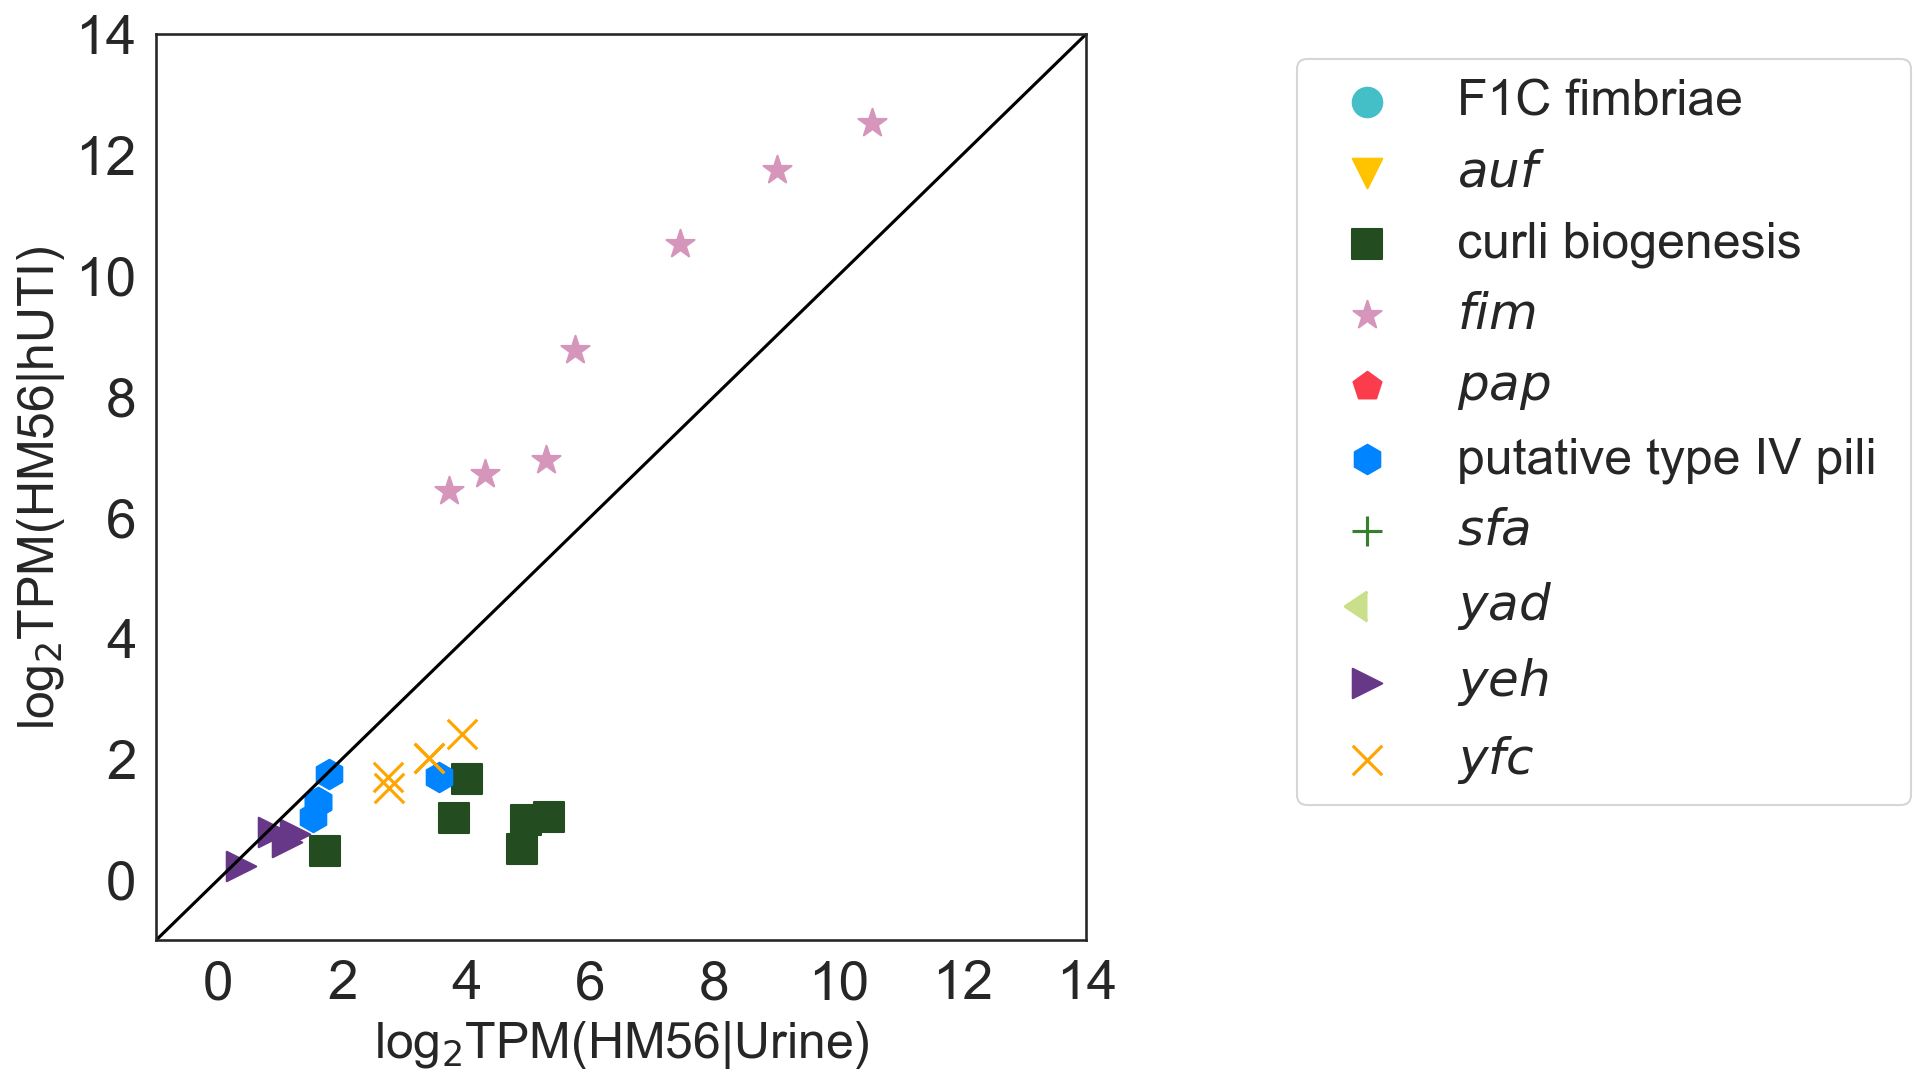 14
12
10
8
6
4
2
0
log₂TPM(HM56|hUTI)
0 2 4 6 8 10 12 14
log₂TPM(HM56|Urine)
F1C fimbriae
auf
curli biogenesis
fim
pap
putative type IV pili
sfa
yad
yeh
yfc